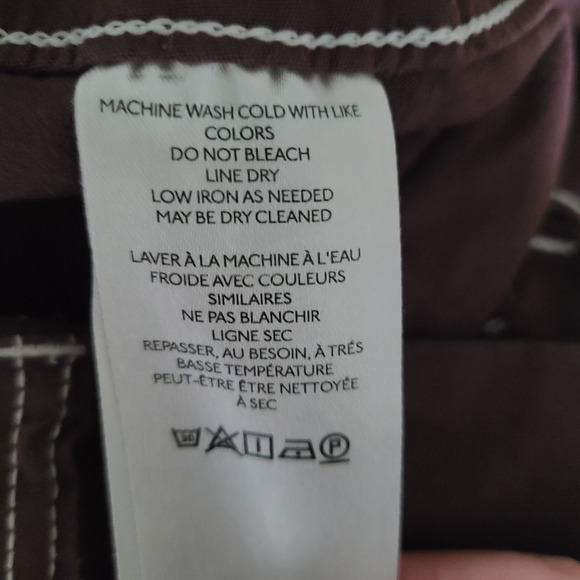 MACHINE WASH COLD WITH LIKE
COLORS
DO NOT BLEACH
LINE DRY
LOW IRON AS NEEDED
MAY BE DRY CLEANED
LAVER À LA MACHINE À L'EAU
FROIDE AVEC COULEURS
SIMILAIRES
NE PAS BLANCHIR
LIGNE SEC
REPASSER, AU BESOIN, À TRÉS
BASSE TEMPÉRATURE
PEUT-ÊTRE ÊTRE NETTOYÉE
À SEC
30 P